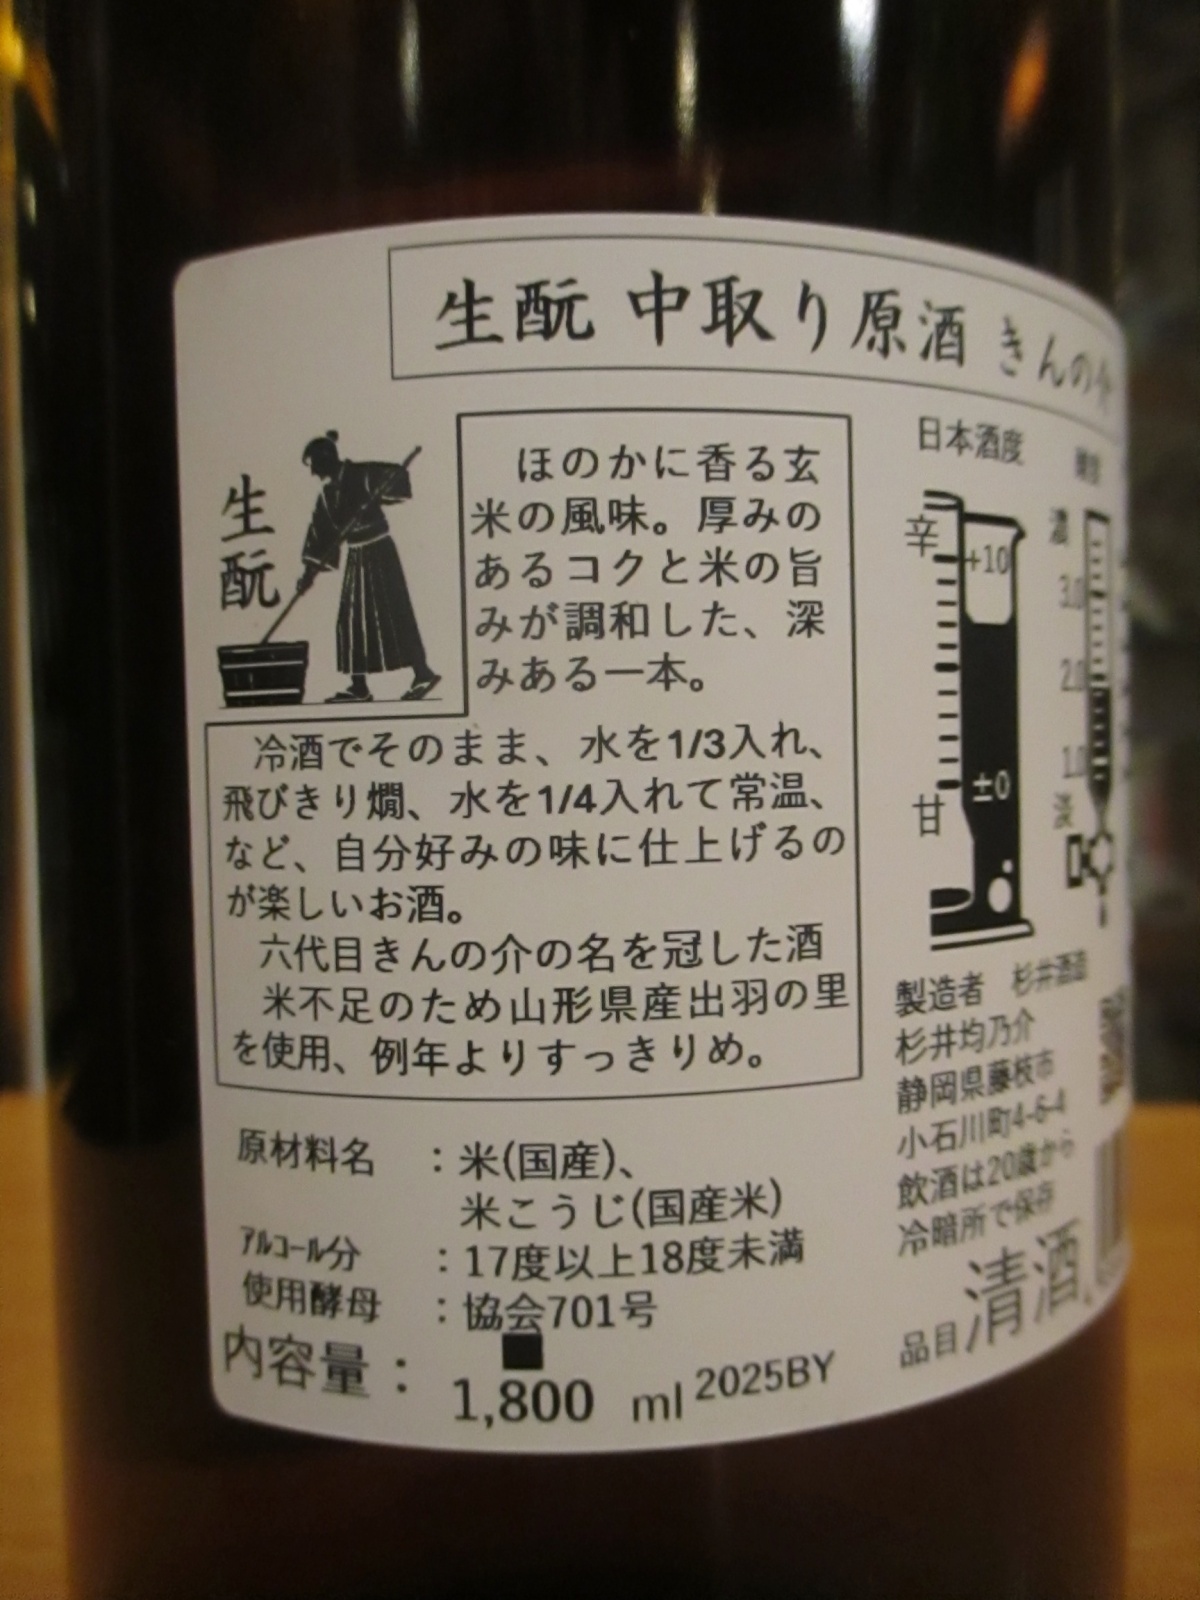 生酛 中取り原酒 きんの介
生
酛
ほのかに香る玄
米の風味。厚みの
あるコクと米の旨
みが調和した、深
みある一本。
冷酒でそのまま、水を1/3入れ、
飛びきり燗、水を1/4入れて常温、
など、自分好みの味に仕上げるの
が楽しいお酒。
六代目きんの介の名を冠した酒
米不足のため山形県産出羽の里
を使用、例年よりすっきりめ。
原材料名 : 米(国産)、
米こうじ(国産米)
アルコール分 : 17度以上18度未満
使用酵母 : 協会701号
内容量 : 1,800 ml 2025BY
日本酒度
辛
+10
±0
甘
濃
3.0
2.0
1.0
淡
製造者 杉井酒造
杉井均乃介
静岡県藤枝市
小石川町4-6-4
飲酒は20歳から
冷暗所で保存
品目 清酒